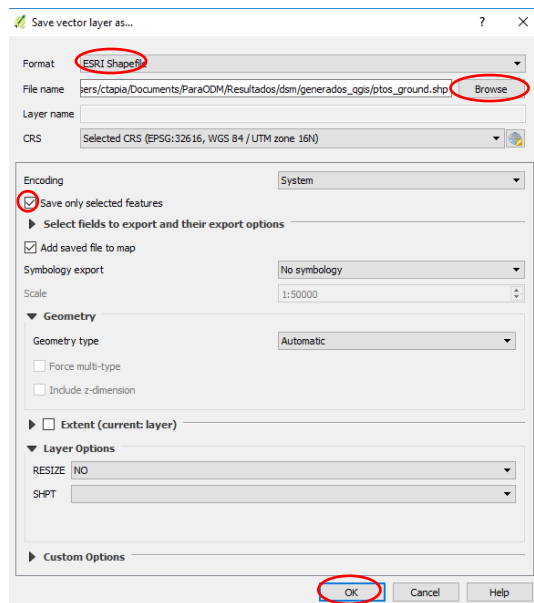 Save vector layer as...
?
Format ESRI Shapefile
File name sers/ctapia/Documents/ParaODM/Resultados/dsm/generados_qgis/ptos_ground.shp Browse
Layer name
CRS Selected CRS (EPSG:32616, WGS 84 / UTM zone 16N)
Encoding System
Save only selected features
Select fields to export and their export options
Add saved file to map
Symbology export No symbology
Scale 1:50000
Geometry
Geometry type Automatic
Force multi-type
Include z-dimension
Extent (current: layer)
Layer Options
RESIZE NO
SHPT
Custom Options
OK Cancel Help